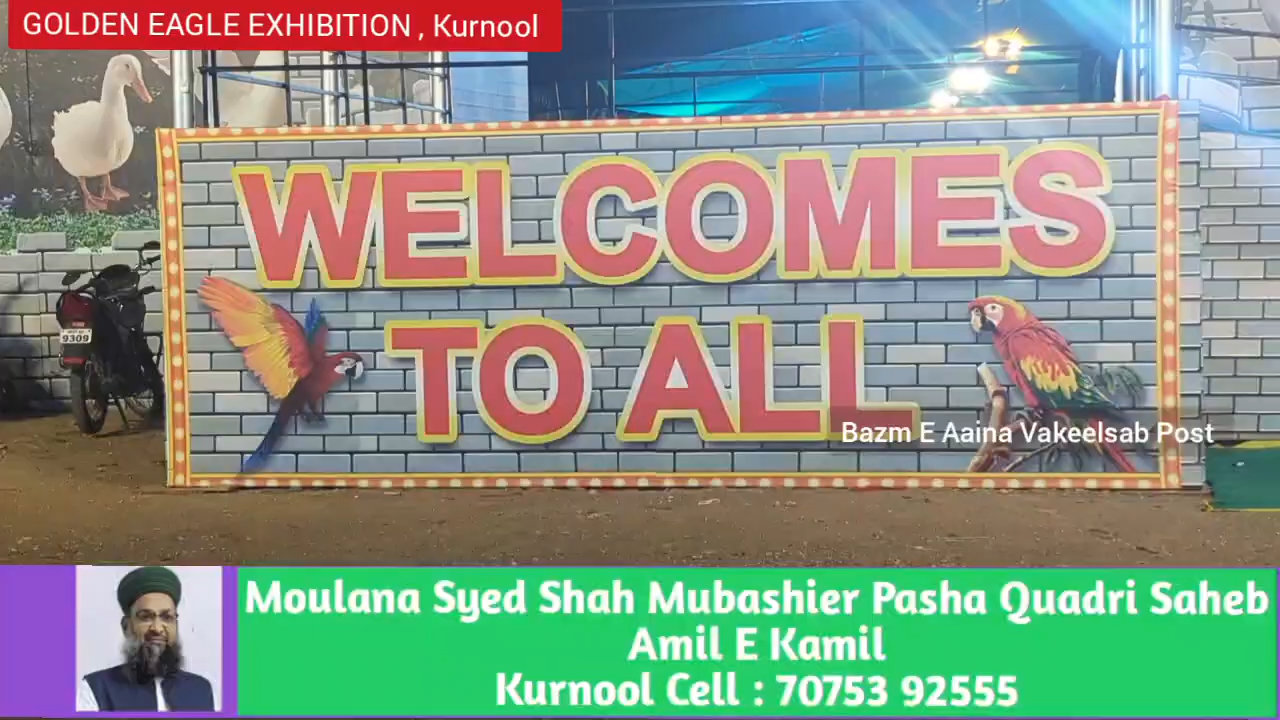 GOLDEN EAGLE EXHIBITION , Kurnool
WELCOMES
TO ALL
9309
Bazm E Aaina Vakeelsab Post
Moulana Syed Shah Mubashier Pasha Quadri Saheb
Amil E Kamil
Kurnool Cell : 70753 92555